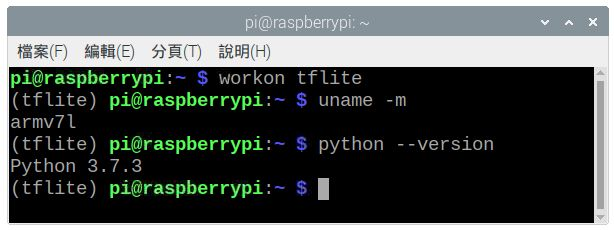 pi@raspberrypi: ~
檔案(F) 編輯(E) 分頁(T) 說明(H)
pi@raspberrypi:~ $ workon tflite
(tflite) pi@raspberrypi:~ $ uname -m
armv7l
(tflite) pi@raspberrypi:~ $ python --version
Python 3.7.3
(tflite) pi@raspberrypi:~ $